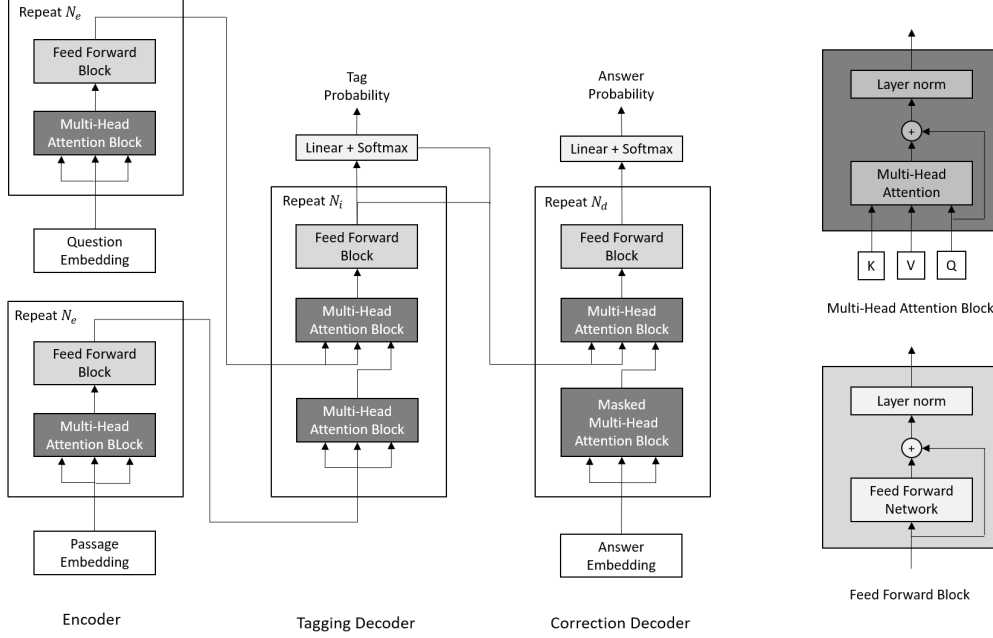 Repeat N_e
Feed Forward
Block
Multi-Head
Attention Block
Question
Embedding
Repeat N_e
Feed Forward
Block
Multi-Head
Attention BLock
Passage
Embedding
Encoder
Tag
Probability
Linear + Softmax
Repeat N_i
Feed Forward
Block
Multi-Head
Attention Block
Multi-Head
Attention Block
Tagging Decoder
Answer
Probability
Linear + Softmax
Repeat N_d
Feed Forward
Block
Multi-Head
Attention Block
Masked
Multi-Head
Attention Block
Answer
Embedding
Correction Decoder
Layer norm
+
Multi-Head
Attention
K
V
Q
Multi-Head Attention Block
Layer norm
+
Feed Forward
Network
Feed Forward Block